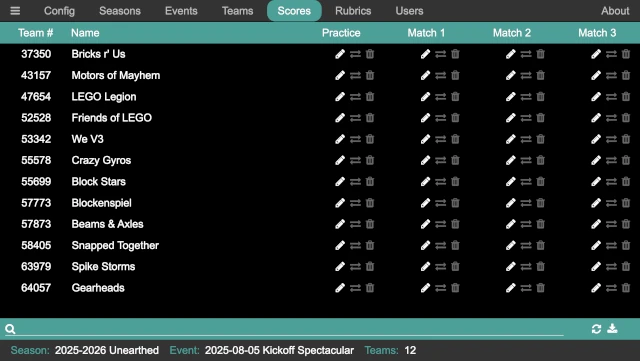 Config Seasons Events Teams Scores Rubrics Users About
Team # Name Practice Match 1 Match 2 Match 3
37350 Bricks r' Us
43157 Motors of Mayhem
47654 LEGO Legion
52528 Friends of LEGO
53342 We V3
55578 Crazy Gyros
55699 Block Stars
57773 Blockenspiel
57873 Beams & Axles
58405 Snapped Together
63979 Spike Storms
64057 Gearheads
Season: 2025-2026 Unearthed Event: 2025-08-05 Kickoff Spectacular Teams: 12